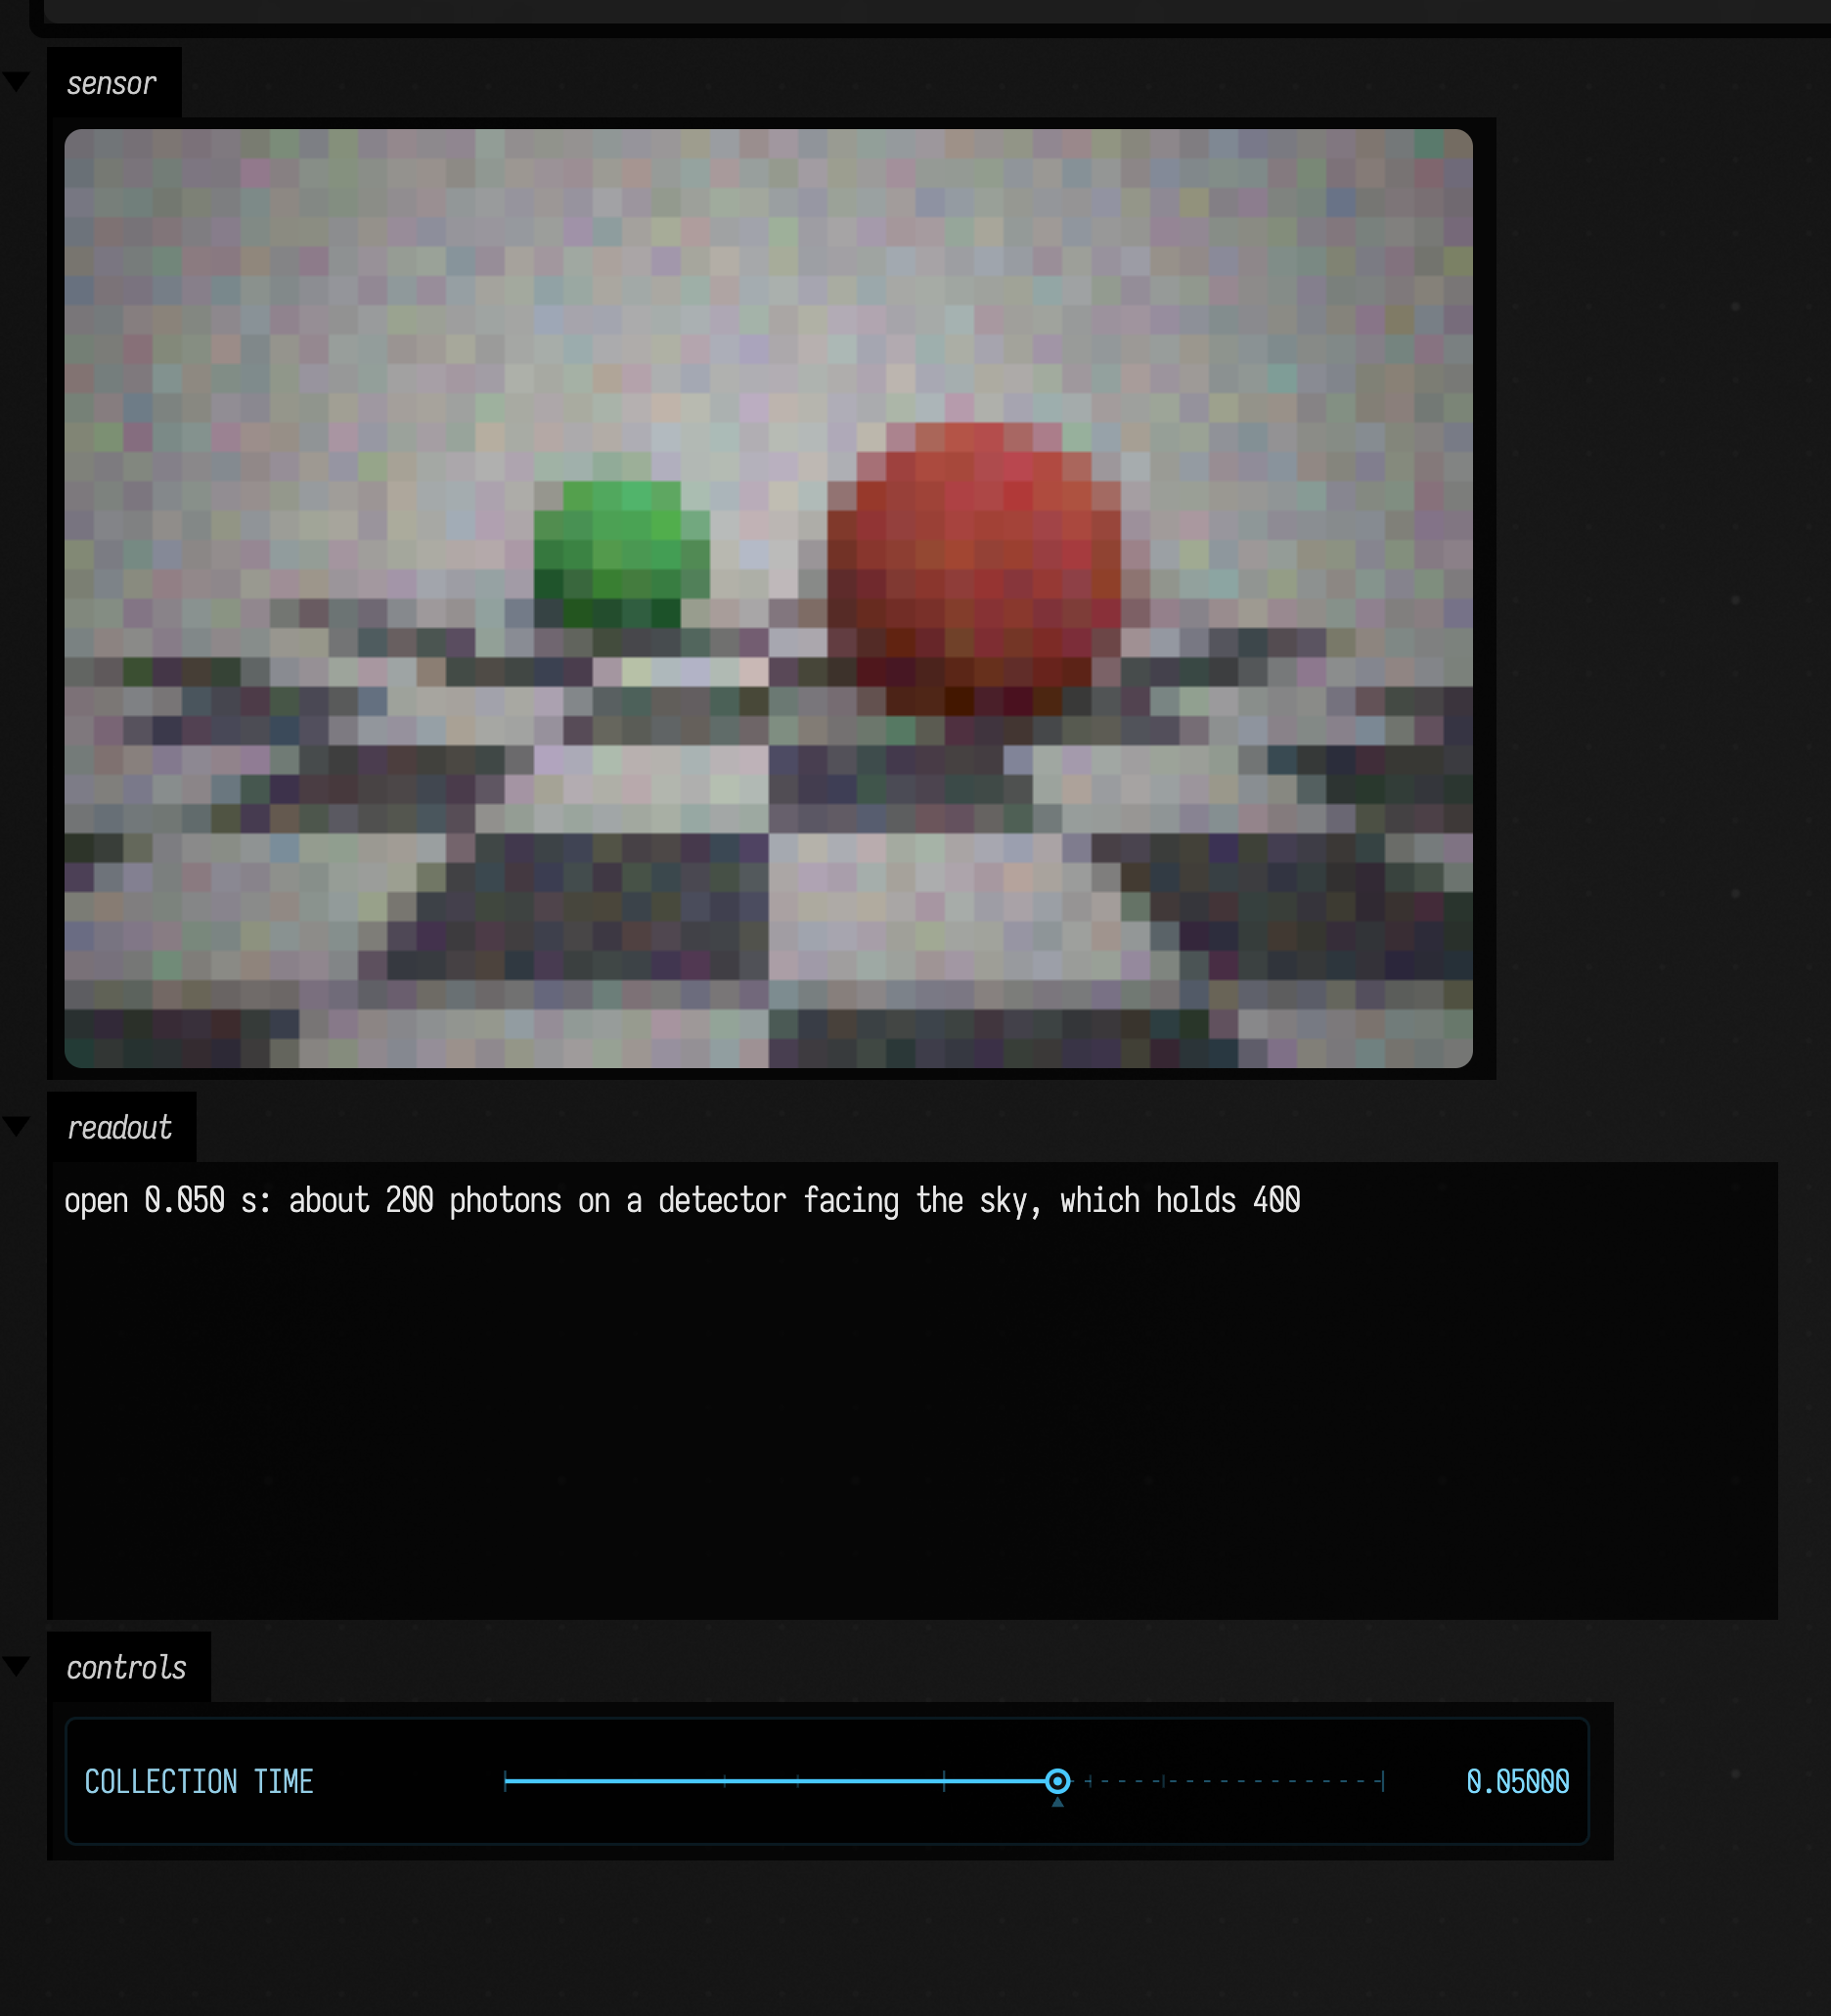 sensor
readout
open 0.050 s: about 200 photons on a detector facing the sky, which holds 400
controls
COLLECTION TIME 0.05000